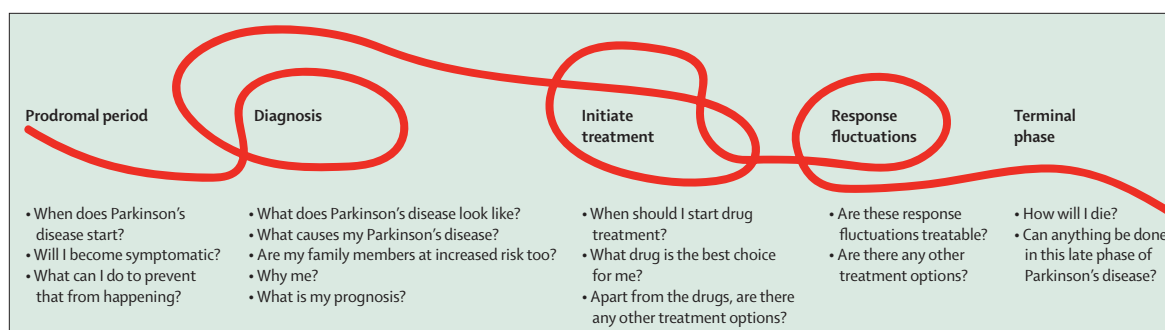 Prodromal period
• When does Parkinson's
disease start?
• Will I become symptomatic?
• What can I do to prevent
that from happening?
Diagnosis
• What does Parkinson's disease look like?
• What causes my Parkinson's disease?
• Are my family members at increased risk too?
• Why me?
• What is my prognosis?
Initiate
treatment
• When should I start drug
treatment?
• What drug is the best choice
for me?
• Apart from the drugs, are there
any other treatment options?
Response
fluctuations
• Are these response
fluctuations treatable?
• Are there any other
treatment options?
Terminal
phase
• How will I die?
• Can anything be done
in this late phase of
Parkinson's disease?